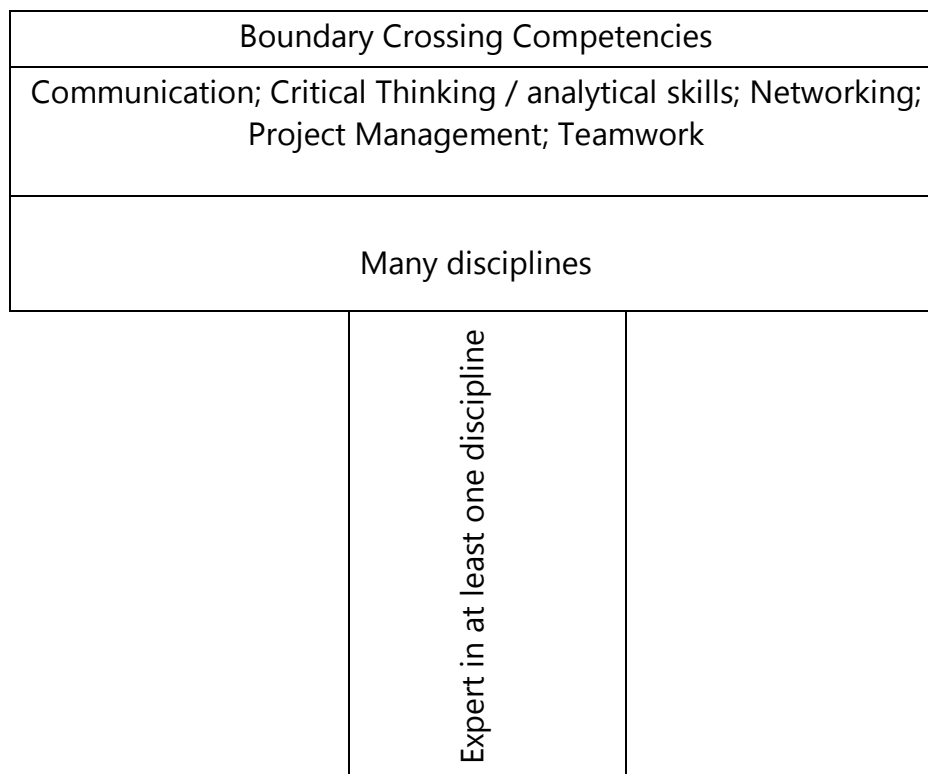 Boundary Crossing Competencies
Communication; Critical Thinking / analytical skills; Networking;
Project Management; Teamwork
Many disciplines
Expert in at least one discipline